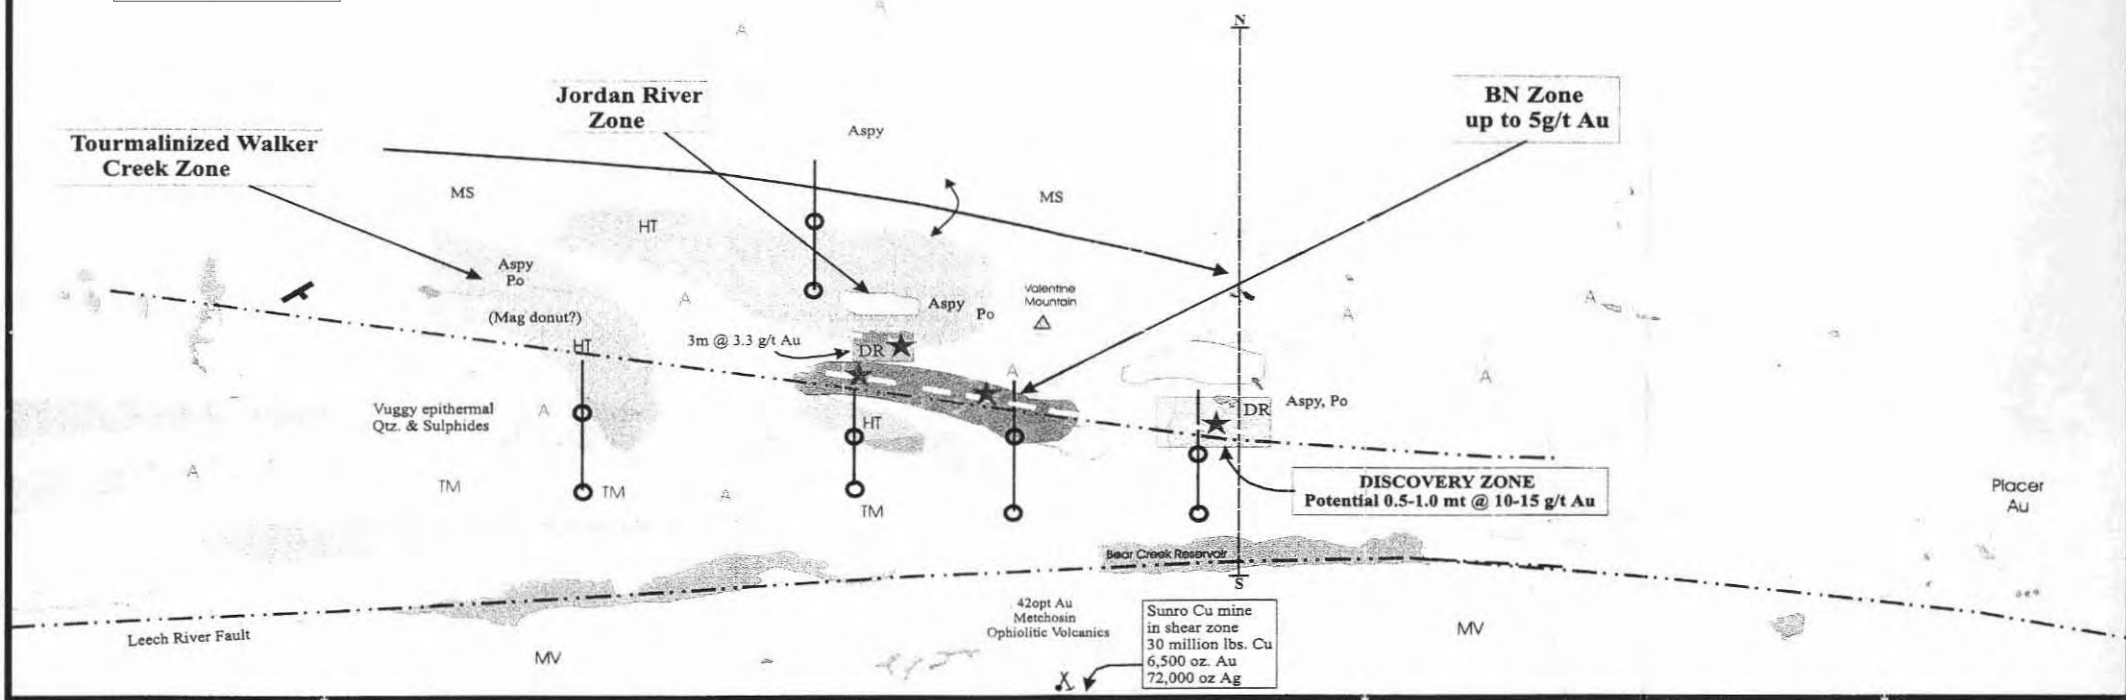 A
A
N
Jordan River
Zone
BN Zone
up to 5g/t Au
Tourmalinized Walker
Creek Zone
Aspy
MS
MS
HT
Aspy
Po
A
(Mag donut?)
Aspy
Po
Valentine
Mountain
A
A
HT
3m @ 3.3 g/t Au
DR
A
A
Vuggy epithermal
Qtz. & Sulphides
A
HT
DR
Aspy, Po
A
TM
TM
A
TM
DISCOVERY ZONE
Potential 0.5-1.0 mt @ 10-15 g/t Au
Placer
Au
Bear Creek Reservoir
S
Leech River Fault
MV
42opt Au
Metchosin
Ophiolitic Volcanics
Sunro Cu mine
in shear zone
30 million lbs. Cu
6,500 oz. Au
72,000 oz Ag
MV